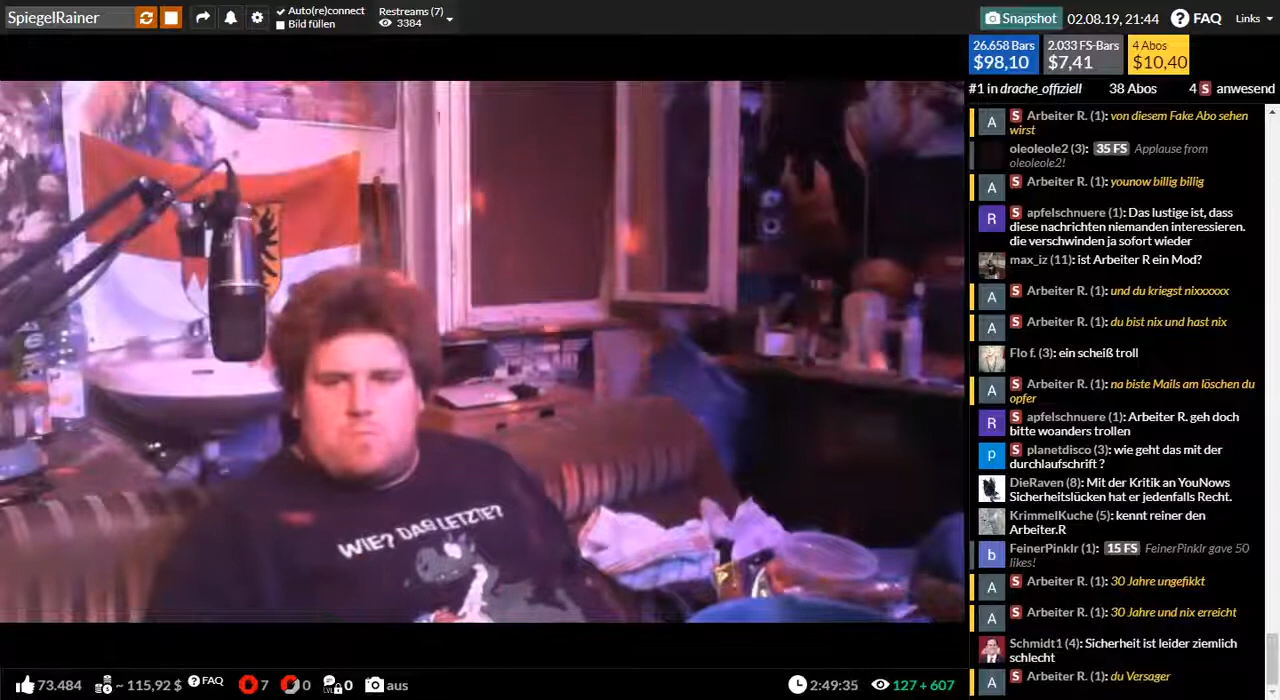 SpiegelRainer
Auto(re)connect
Bild füllen
Restreams (7)
3384
Snapshot
02.08.19, 21:44
FAQ
Links
26.658 Bars
$98,10
2.033 FS-Bars
$7,41
4 Abos
$10,40
#1 in drache_offiziell
38 Abos
4 S anwesend
A S Arbeiter R. (1): von diesem Fake Abo sehen
wirst
oleoleole2 (3): 35 FS Applause from
oleoleole2!
A S Arbeiter R. (1): younow billig billig
R S apfelschnuere (1): Das lustige ist, dass
diese nachrichten niemanden interessieren.
die verschwinden ja sofort wieder
max_iz (11): ist Arbeiter R ein Mod?
A S Arbeiter R. (1): und du kriegst nixxxxxx
A S Arbeiter R. (1): du bist nix und hast nix
Flo f. (3): ein scheiß troll
A S Arbeiter R. (1): na biste Mails am löschen du
opfer
R S apfelschnuere (1): Arbeiter R. geh doch
bitte woanders trollen
p S planetdisco (3): wie geht das mit der
durchlaufschrift ?
DieRaven (8): Mit der Kritik an YouNows
Sicherheitslücken hat er jedenfalls Recht.
KrimmelKuche (5): kennt reiner den
Arbeiter.R
b FeinerPinklr (1): 15 FS FeinerPinklr gave 50
likes!
A S Arbeiter R. (1): 30 Jahre ungefikkt
A S Arbeiter R. (1): 30 Jahre und nix erreicht
Schmidt1 (4): Sicherheit ist leider ziemlich
schlecht
A S Arbeiter R. (1): du Versager
WIE? DAS LETZTE?
73.484
~ 115,92 $
FAQ
7
0
LVL
0
aus
2:49:35
127 + 607